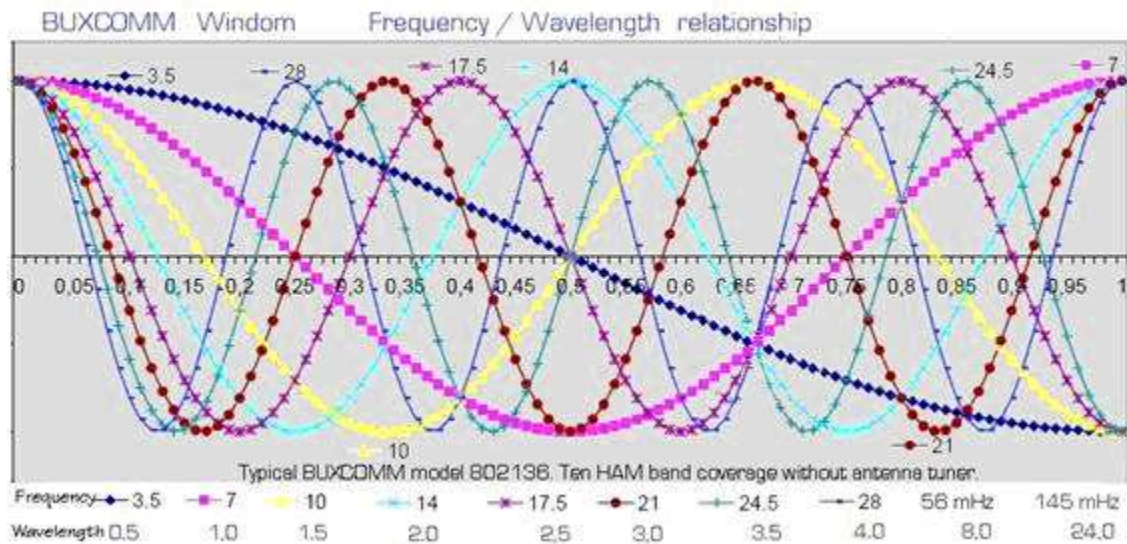 BUXCOMM Windom Frequency / Wavelength relationship
3.5 28 17.5 14 24.5 7
0 0,05 0,1 0,15 0,2 0,25 0,3 0,35 0,4 0,45 0,5 0,6 0,65 0,7 0,75 0,8 0,85 0,9 0,95 1
10 21
Typical BUXCOMM model 802136. Ten HAM band coverage without antenna tuner.
Frequency 3.5 7 10 14 17.5 21 24.5 28 56 mHz 145 mHz
Wavelength 0.5 1.0 1.5 2.0 2.5 3.0 3.5 4.0 8.0 24.0